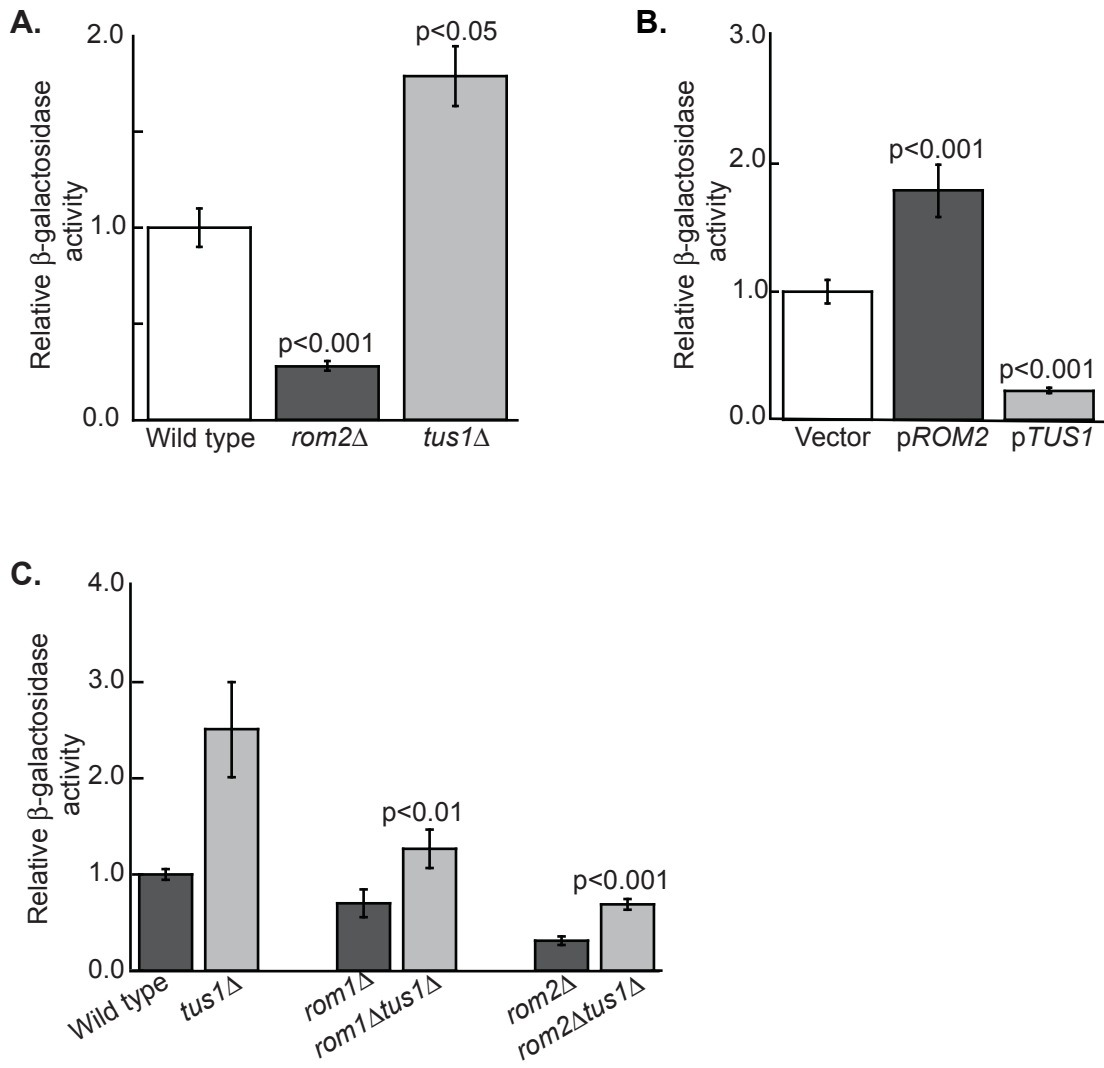 A.
Relative β-galactosidase
activity
2.0
1.0
0.0
p<0.001
p<0.05
Wild type
rom2Δ
tus1Δ
B.
Relative β-galactosidase
activity
3.0
2.0
1.0
0.0
p<0.001
p<0.001
Vector
pROM2
pTUS1
C.
Relative β-galactosidase
activity
4.0
3.0
2.0
1.0
0.0
p<0.01
p<0.001
Wild type
tus1Δ
rom1Δ
rom1Δtus1Δ
rom2Δ
rom2Δtus1Δ